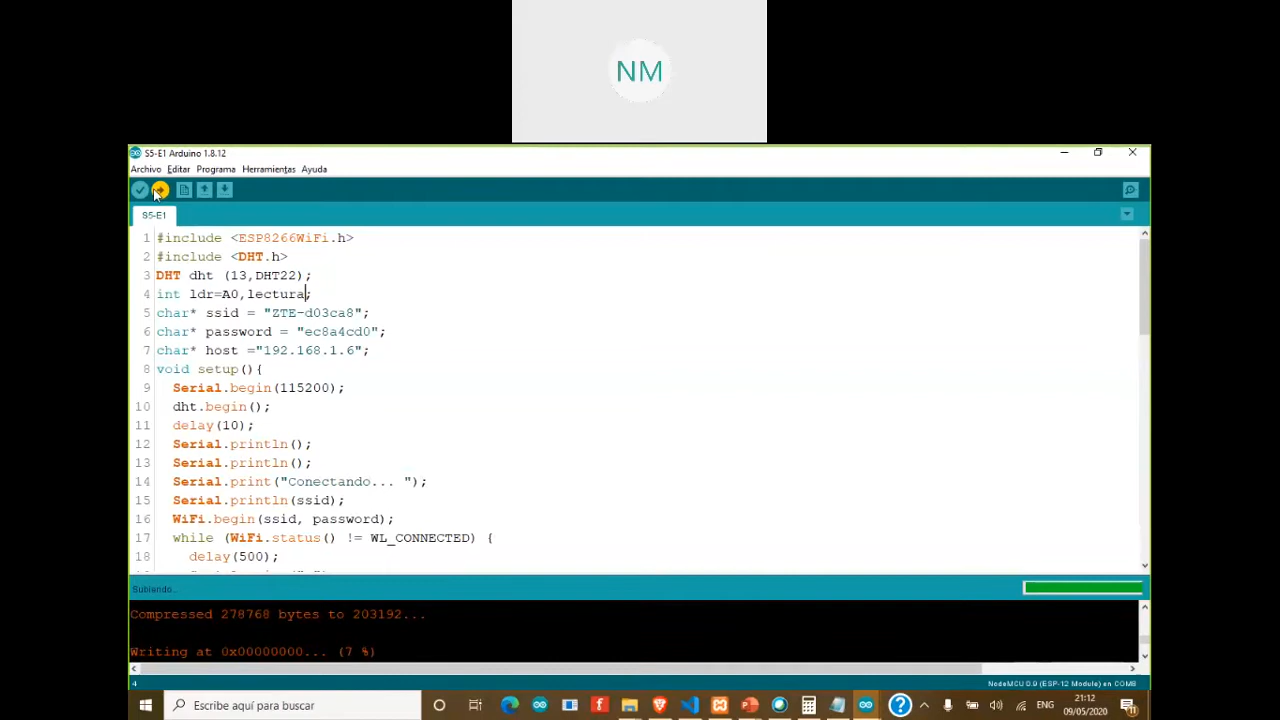 NM
S5-E1 Arduino 1.8.12
Archivo Editar Programa Herramientas Ayuda
S5-E1
1 #include <ESP8266WiFi.h>
2 #include <DHT.h>
3 DHT dht (13,DHT22);
4 int ldr=A0,lectura;
5 char* ssid = "ZTE-d03ca8";
6 char* password = "ec8a4cd0";
7 char* host ="192.168.1.6";
8 void setup(){
9 Serial.begin(115200);
10 dht.begin();
11 delay(10);
12 Serial.println();
13 Serial.println();
14 Serial.print("Conectando... ");
15 Serial.println(ssid);
16 WiFi.begin(ssid, password);
17 while (WiFi.status() != WL_CONNECTED) {
18 delay(500);
Subiendo...
Compressed 278768 bytes to 203192...
Writing at 0x00000000... (7 %)
4 NodeMCU 0.9 (ESP-12 Module) en COM8
Escribe aquí para buscar
ENG
21:12
09/05/2020
11